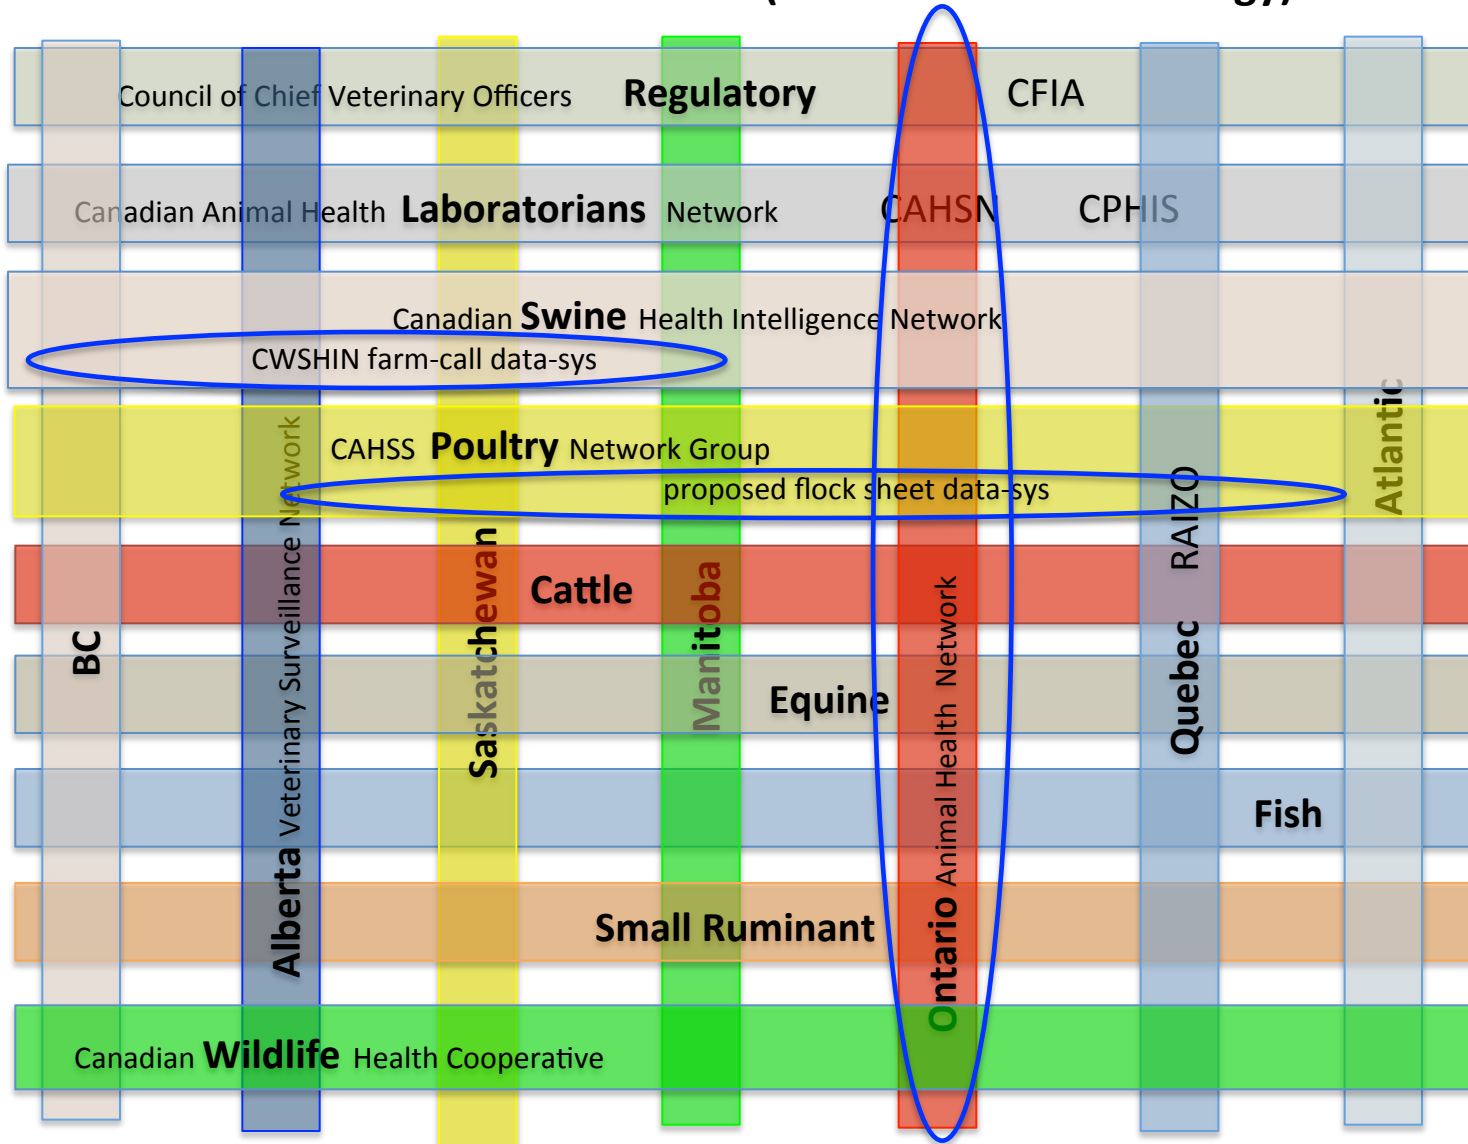 Council of Chief Veterinary Officers Regulatory CFIA
Canadian Animal Health Laboratorians Network CAHSN CPHIS
Canadian Swine Health Intelligence Network
CWSHIN farm-call data-sys
CAHSS Poultry Network Group
proposed flock sheet data-sys
Cattle
Equine
Fish
Small Ruminant
Canadian Wildlife Health Cooperative
BC
Alberta Veterinary Surveillance Network
Saskatchewan
Manitoba
Ontario Animal Health Network
Quebec RAIZO
Atlantic